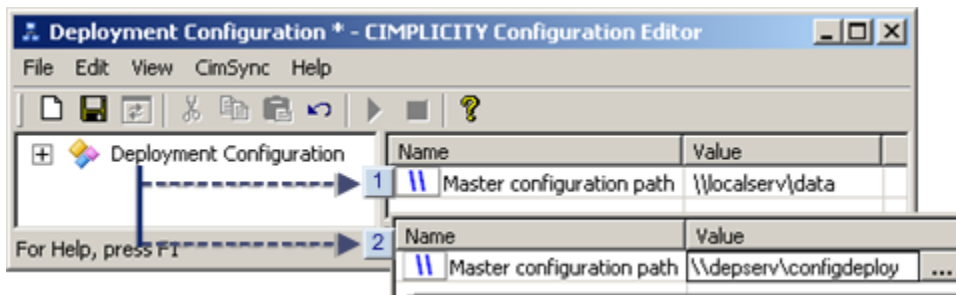 Deployment Configuration * - CIMPLICITY Configuration Editor
File Edit View CimSync Help
Deployment Configuration
Name Value
1 \\ Master configuration path \\localserv\data
For Help, press F1
2 Name Value
\\ Master configuration path \\depserv\configdeploy ...